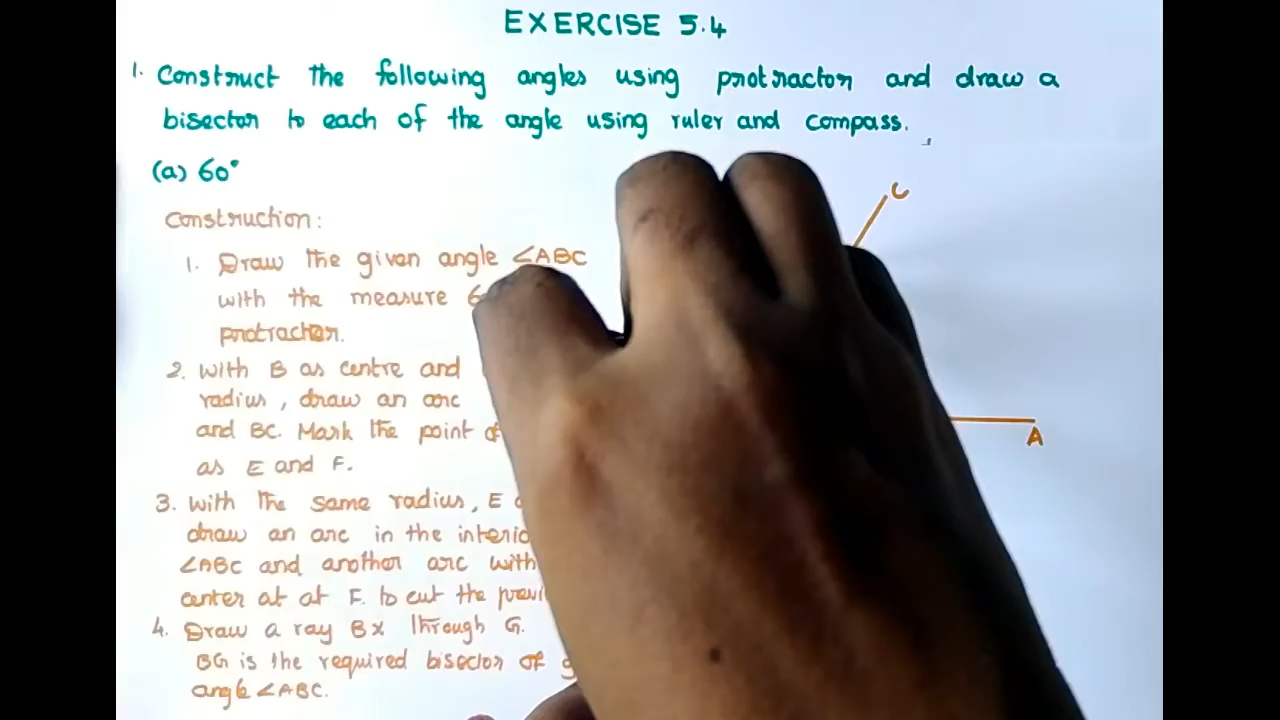 EXERCISE 5.4
1. Construct the following angles using protractor and draw a
bisector to each of the angle using ruler and compass.
(a) 60°
Construction:
1. Draw the given angle ∠ABC
with the measure
protractor.
2. With B as centre and
radius, draw an arc
and BC. Mark the point
as E and F.
3. With the same radius, E
draw an arc in the
∠ABC and another arc with
center at at F. to cut the
4. Draw a ray BX through G.
BG is the required bisector of
angle ∠ABC.
C
A